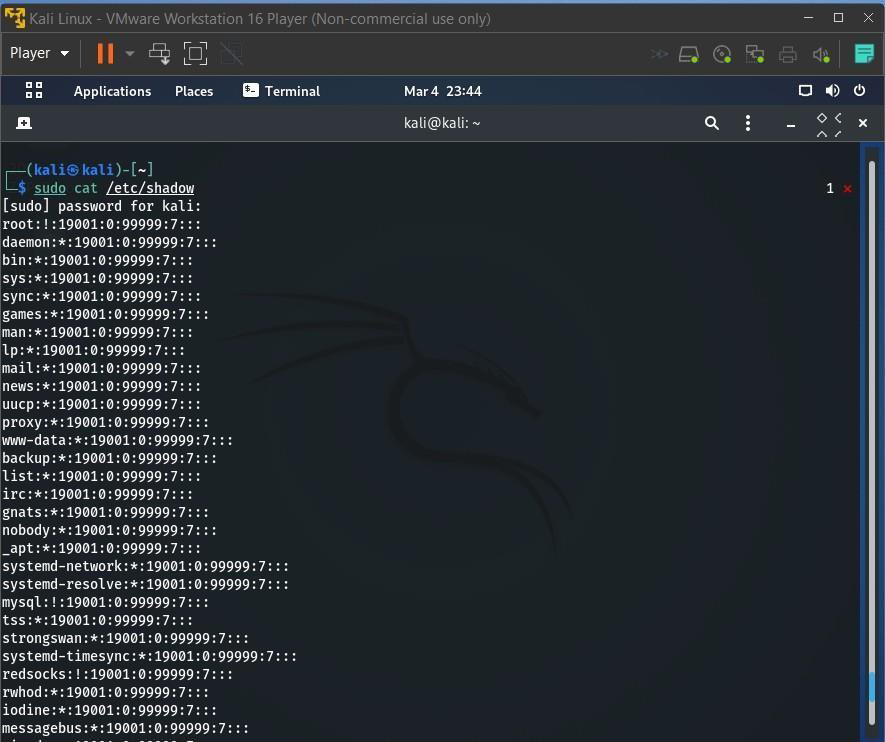 Kali Linux - VMware Workstation 16 Player (Non-commercial use only)
Player
Applications Places Terminal Mar 4 23:44
kali@kali: ~
(kali㉿kali)-[~]
$ sudo cat /etc/shadow 1 ×
[sudo] password for kali:
root:!:19001:0:99999:7:::
daemon:*:19001:0:99999:7:::
bin:*:19001:0:99999:7:::
sys:*:19001:0:99999:7:::
sync:*:19001:0:99999:7:::
games:*:19001:0:99999:7:::
man:*:19001:0:99999:7:::
lp:*:19001:0:99999:7:::
mail:*:19001:0:99999:7:::
news:*:19001:0:99999:7:::
uucp:*:19001:0:99999:7:::
proxy:*:19001:0:99999:7:::
www-data:*:19001:0:99999:7:::
backup:*:19001:0:99999:7:::
list:*:19001:0:99999:7:::
irc:*:19001:0:99999:7:::
gnats:*:19001:0:99999:7:::
nobody:*:19001:0:99999:7:::
_apt:*:19001:0:99999:7:::
systemd-network:*:19001:0:99999:7:::
systemd-resolve:*:19001:0:99999:7:::
mysql:!:19001:0:99999:7:::
tss:*:19001:0:99999:7:::
strongswan:*:19001:0:99999:7:::
systemd-timesync:*:19001:0:99999:7:::
redsocks:!:19001:0:99999:7:::
rwhod:*:19001:0:99999:7:::
iodine:*:19001:0:99999:7:::
messagebus:*:19001:0:99999:7:::